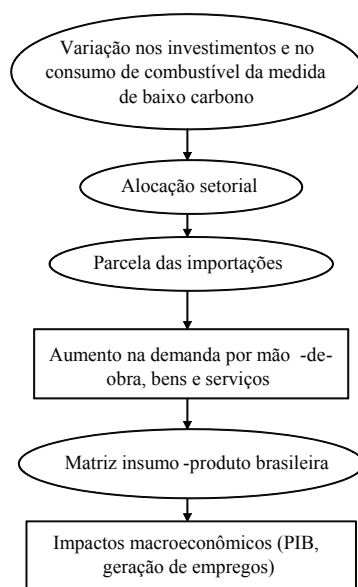 Variação nos investimentos e no
consumo de combustível da medida
de baixo carbono
Alocação setorial
Parcela das importações
Aumento na demanda por mão -de-
obra, bens e serviços
Matriz insumo -produto brasileira
Impactos macroeconômicos (PIB,
geração de empregos)